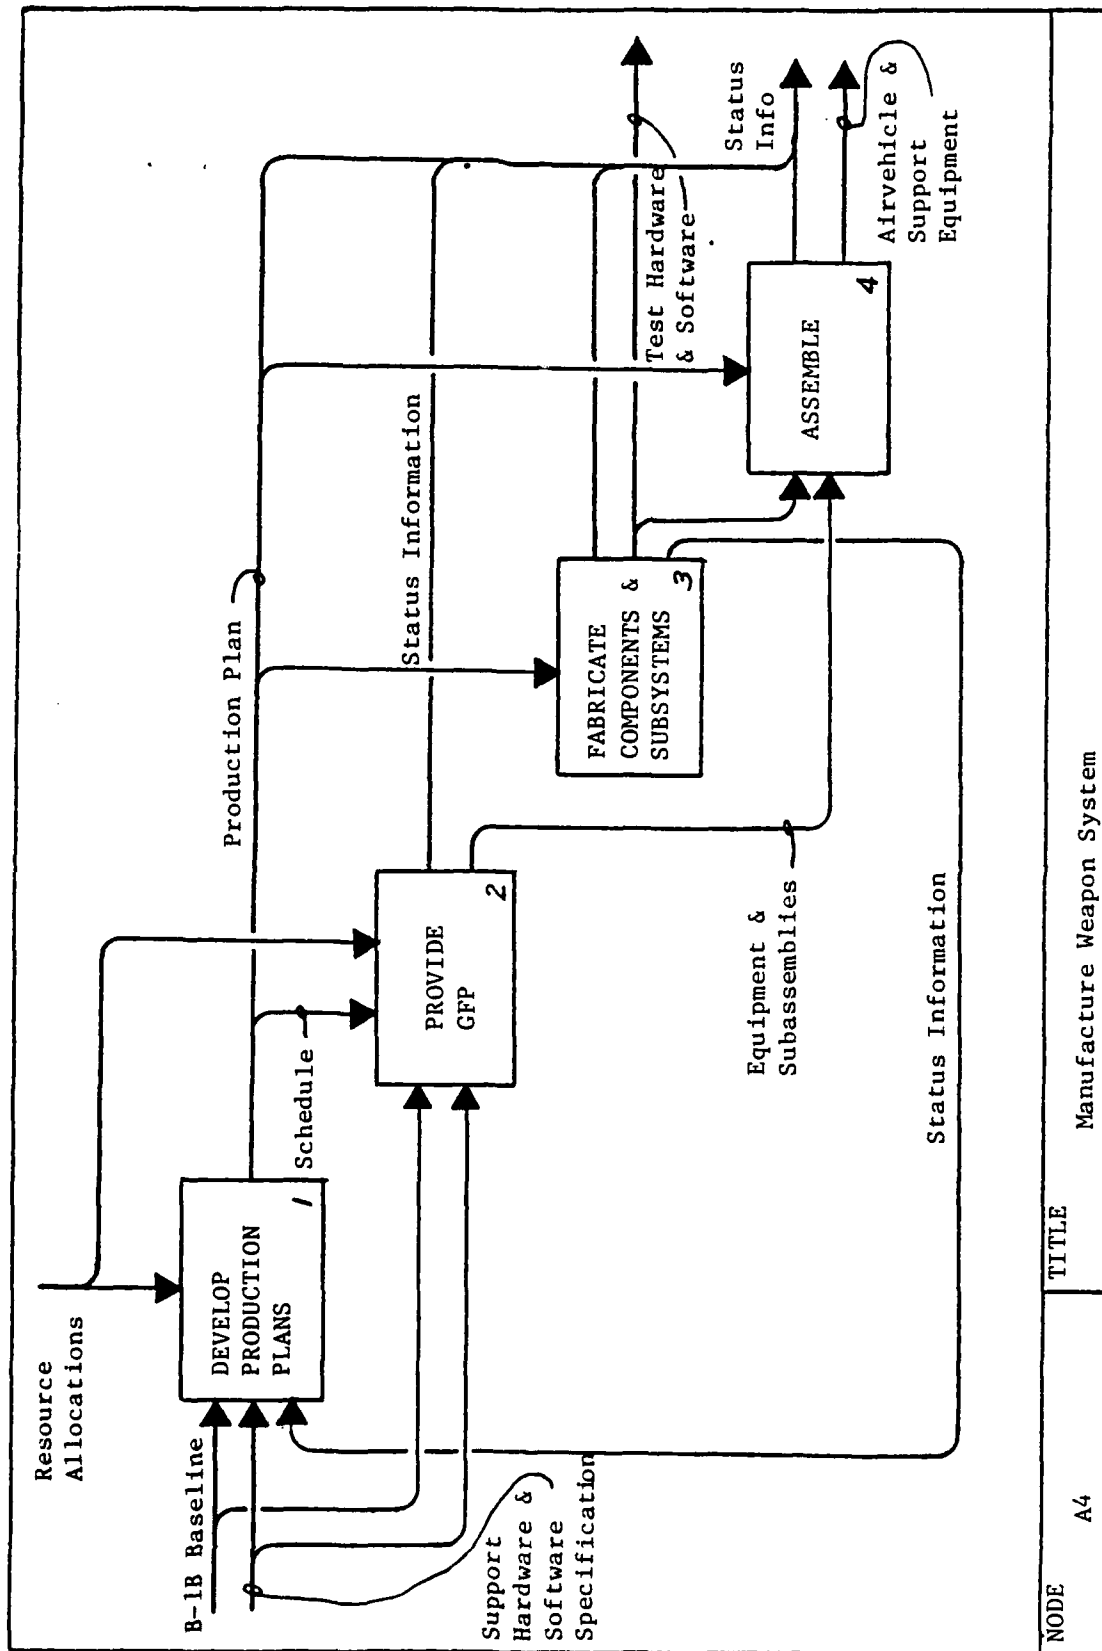 Resource
Allocations
B-1B Baseline
Support
Hardware &
Software
Specification
DEVELOP
PRODUCTION
PLANS
1
Schedule
Production Plan
PROVIDE
GFP
2
Status Information
Equipment &
Subassemblies
FABRICATE
COMPONENTS &
SUBSYSTEMS
3
Test Hardware
& Software
Status
Info
ASSEMBLE
4
Airvehicle &
Support
Equipment
Status Information
NODE
A4
TITLE
Manufacture Weapon System